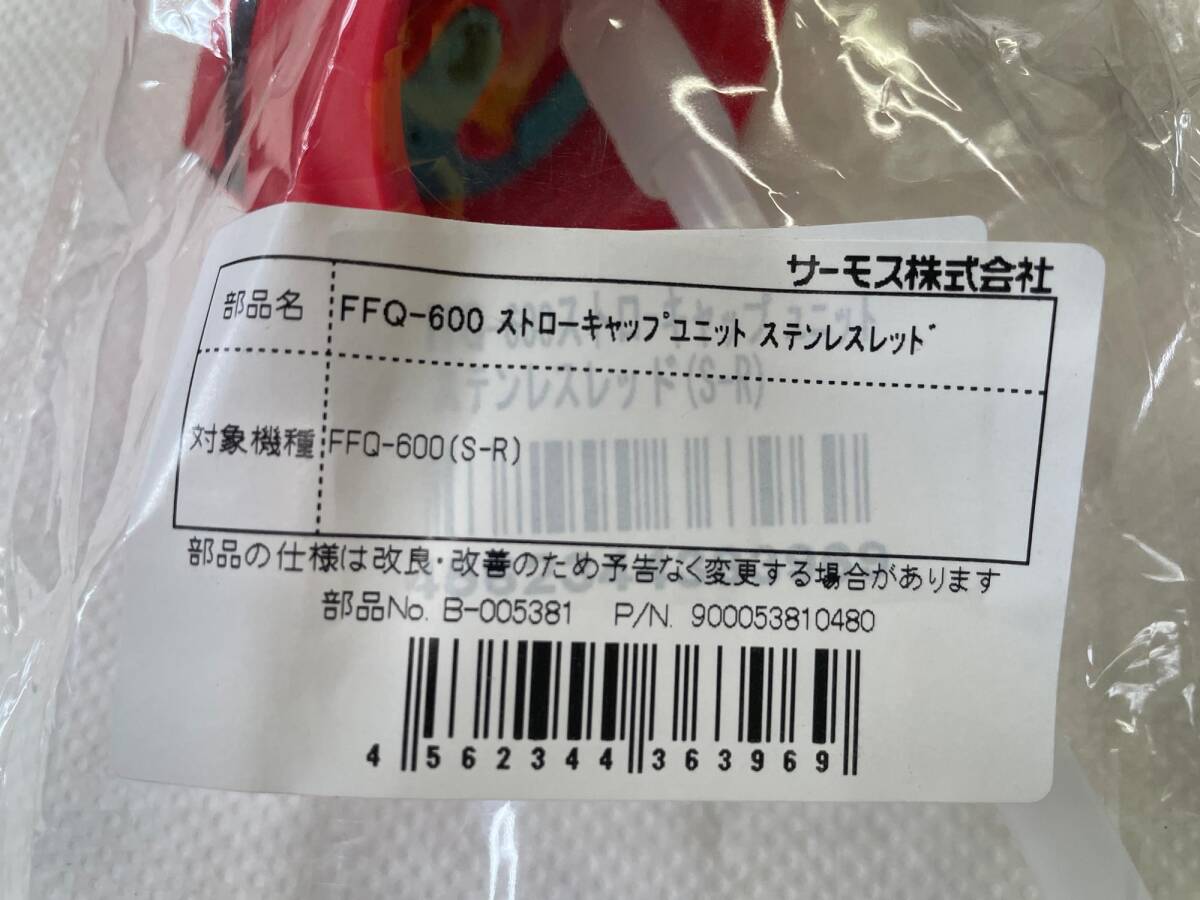 サーモス株式会社
部品名 FFQ-600 ストローキャップユニット ステンレスレッド
対象機種 FFQ-600(S-R)
部品の仕様は改良・改善のため予告なく変更する場合があります
部品No. B-005381 P/N. 900053810480
4 562344 363969